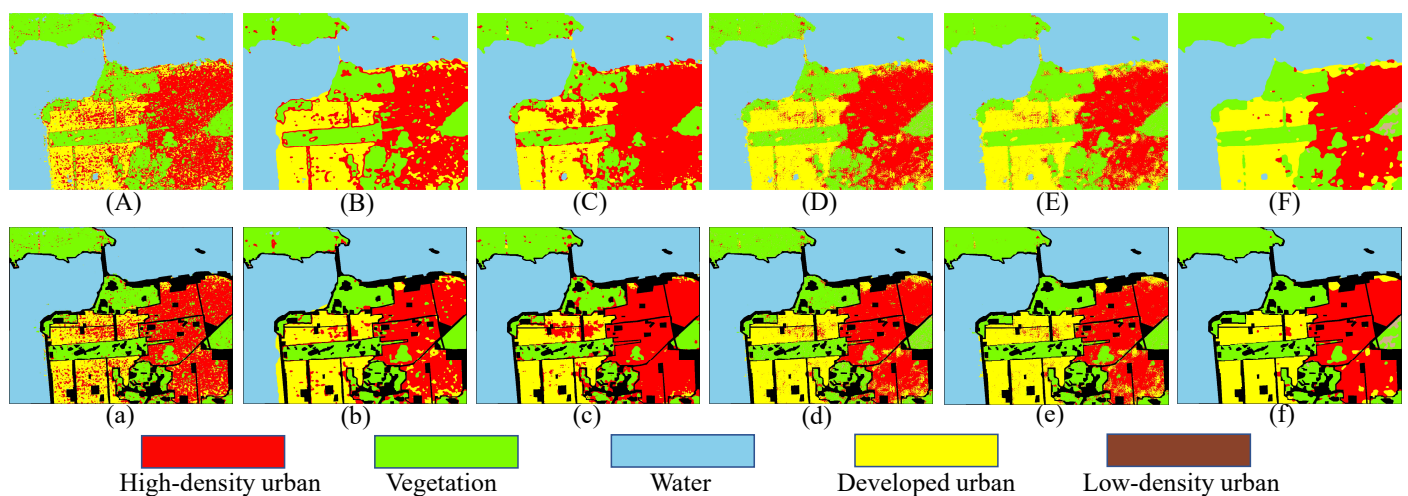 (A) (B) (C) (D) (E) (F)
(a) (b) (c) (d) (e) (f)
High-density urban Vegetation Water Developed urban Low-density urban